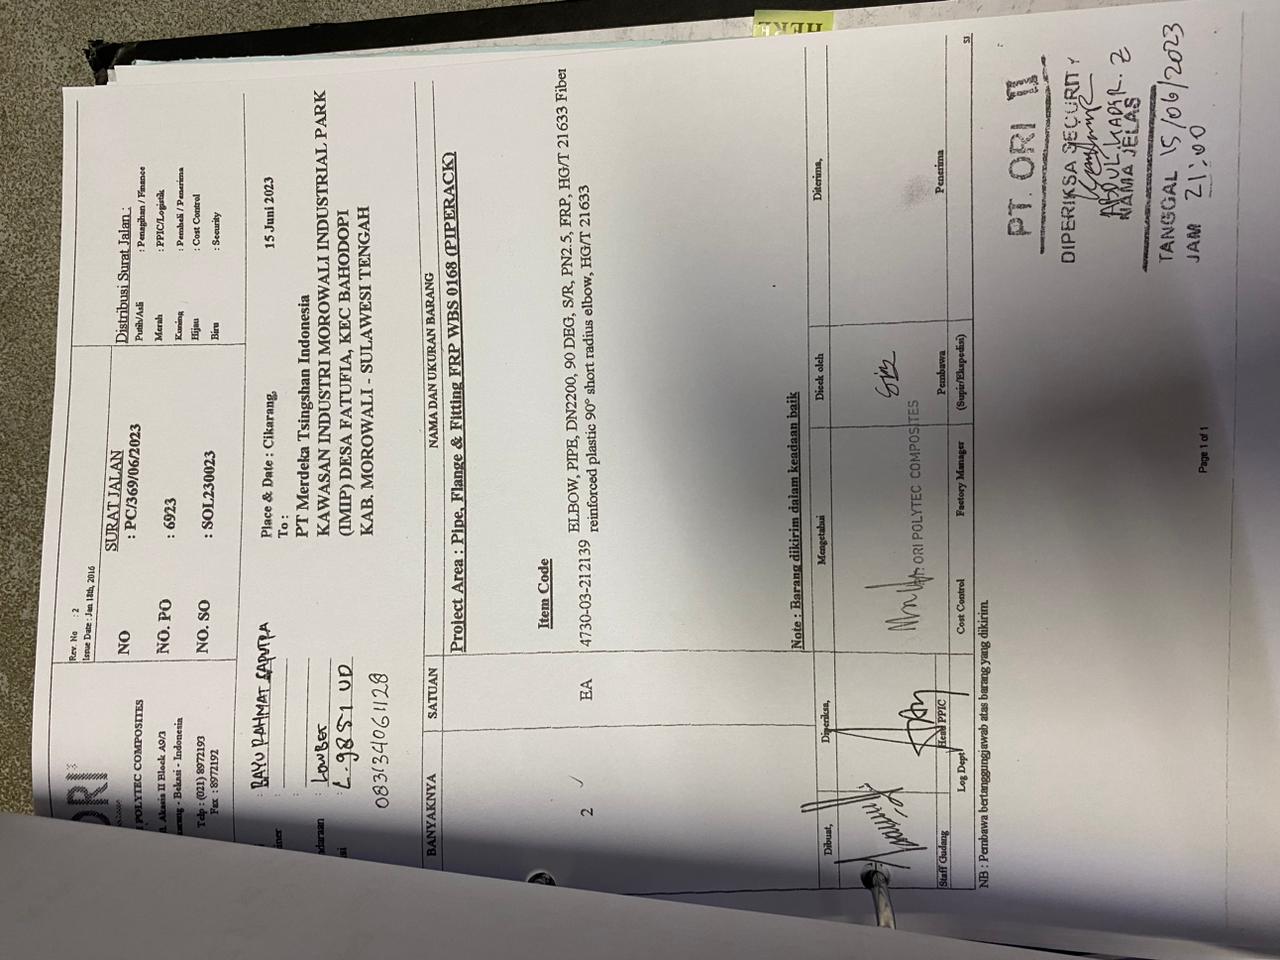 ORI
POLYTEC COMPOSITES
Akasia II Block A9/3
- Bekasi - Indonesia
Telp : (021) 8972193
Fax : 8972192
Rev. No : 2
Issue Date : Jan 18th, 2016
SURAT JALAN
NO : PC/369/06/2023
NO. PO : 6923
NO. SO : SOL230023
Distribusi Surat Jalan :
Putih/Asli : Penagihan / Finance
Merah : PPIC/Logistik
Kuning : Pembeli / Penerima
Hijau : Cost Control
Biru : Security
: BAYU RAHMAT SAPUTRA
: LOWBET
: L. 9851 UD
083134061128
Place & Date : Cikarang, 15 Juni 2023
To :
PT Merdeka Tsingshan Indonesia
KAWASAN INDUSTRI MOROWALI INDUSTRIAL PARK
(IMIP) DESA FATUFIA, KEC BAHODOPI
KAB. MOROWALI - SULAWESI TENGAH
BANYAKNYA SATUAN NAMA DAN UKURAN BARANG
Project Area : Pipe, Flange & Fitting FRP WBS 0168 (PIPERACK)
Item Code
2 EA 4730-03-212139 ELBOW, PIPE, DN2200, 90 DEG, S/R, PN2.5, FRP, HG/T 21633 Fiber
reinforced plastic 90° short radius elbow, HG/T 21633
Note : Barang dikirim dalam keadaan baik
Dibuat, Diperiksa, Mengetahui Dicek oleh Diterima,
ORI POLYTEC COMPOSITES
Staff Gudang Log Dept Head PPIC Cost Control Factory Manager Pembawa (Supir/Ekspedisi) Penerima
SJ
NB : Pembawa bertanggungjawab atas barang yang dikirim.
PT. ORI II
DIPERIKSA SECURITY
ABDUL KADIR. Z
NAMA JELAS
TANGGAL 15/06/2023
JAM 21:00
Page 1 of 1